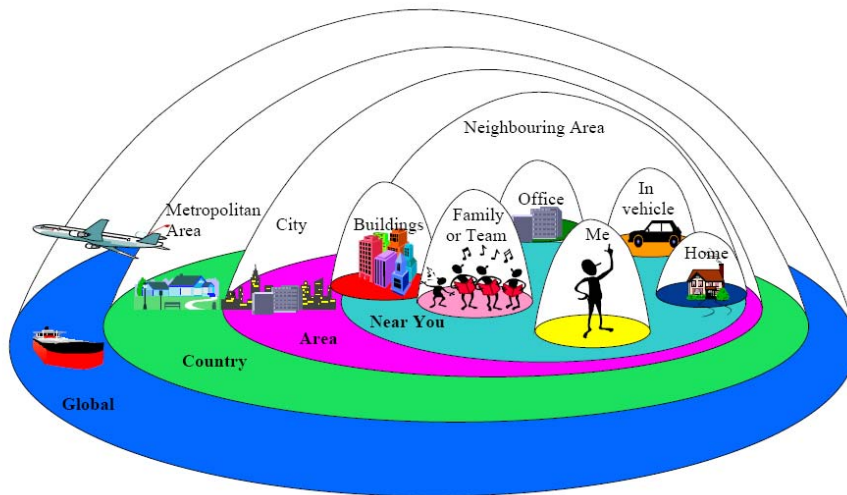 Neighbouring Area
Metropolitan
Area
City
Buildings
Family
or Team
Office
In
vehicle
Me
Home
Near You
Area
Country
Global